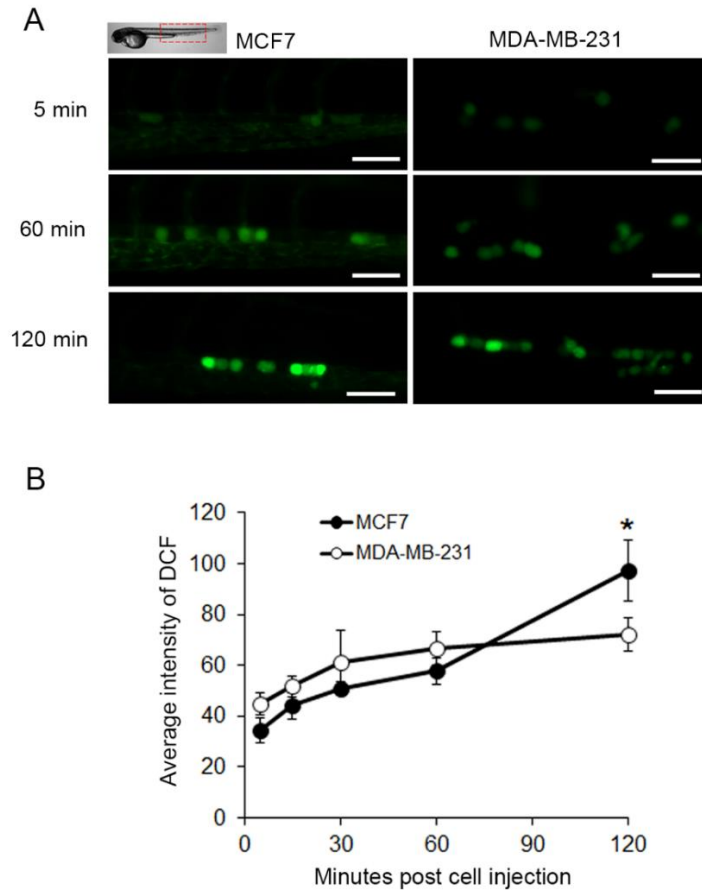 A
MCF7
MDA-MB-231
5 min
60 min
120 min
B
120
100
80
60
40
20
0
Average intensity of DCF
MCF7
MDA-MB-231
*
0
30
60
90
120
Minutes post cell injection